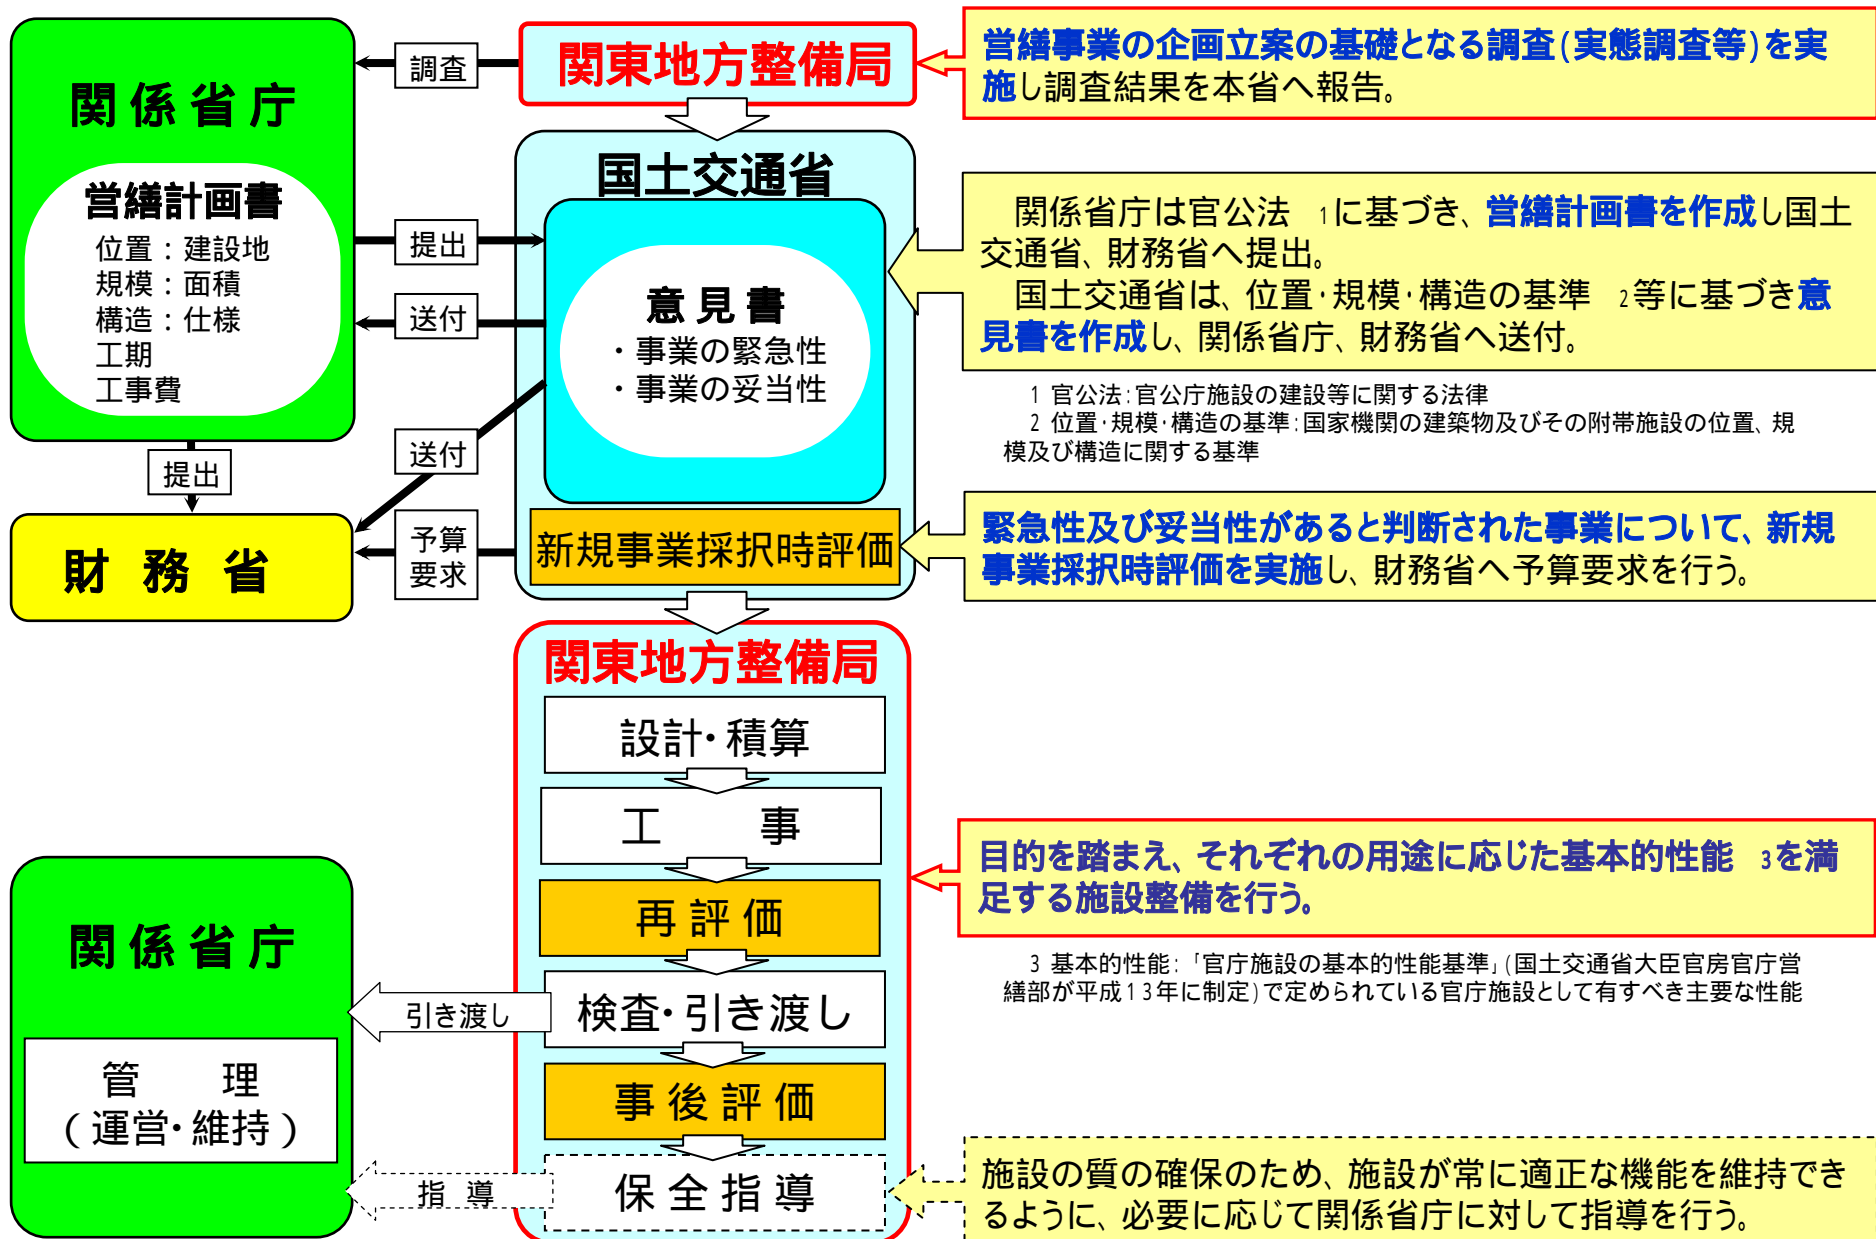 関係省庁
営繕計画書
位置：建設地
規模：面積
構造：仕様
工期
工事費
提出
財務省
調査
提出
送付
送付
予算
要求
関東地方整備局
国土交通省
意見書
・事業の緊急性
・事業の妥当性
新規事業採択時評価
関東地方整備局
設計・積算
工事
再評価
検査・引き渡し
事後評価
保全指導
引き渡し
指導
関係省庁
管理
（運営・維持）
営繕事業の企画立案の基礎となる調査(実態調査等)を実
施し調査結果を本省へ報告。
関係省庁は官公法 1に基づき、営繕計画書を作成し国土
交通省、財務省へ提出。
国土交通省は、位置・規模・構造の基準 2等に基づき意
見書を作成し、関係省庁、財務省へ送付。
1 官公法：官公庁施設の建設等に関する法律
2 位置・規模・構造の基準：国家機関の建築物及びその附帯施設の位置、規
模及び構造に関する基準
緊急性及び妥当性があると判断された事業について、新規
事業採択時評価を実施し、財務省へ予算要求を行う。
目的を踏まえ、それぞれの用途に応じた基本的性能 3を満
足する施設整備を行う。
3 基本的性能：「官庁施設の基本的性能基準」(国土交通省大臣官房官庁営
繕部が平成13年に制定)で定められている官庁施設として有すべき主要な性能
施設の質の確保のため、施設が常に適正な機能を維持でき
るように、必要に応じて関係省庁に対して指導を行う。